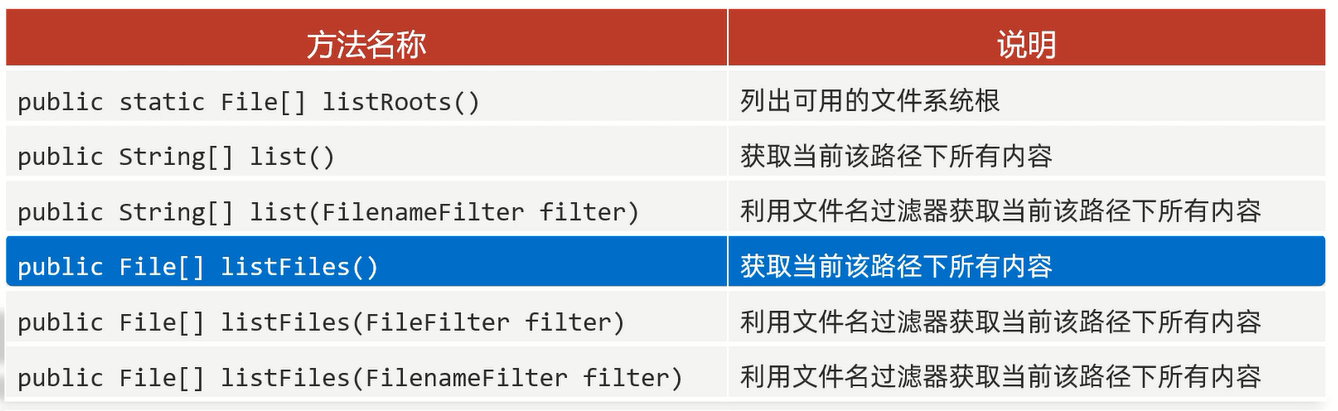 方法名称 说明
public static File[] listRoots() 列出可用的文件系统根
public String[] list() 获取当前该路径下所有内容
public String[] list(FilenameFilter filter) 利用文件名过滤器获取当前该路径下所有内容
public File[] listFiles() 获取当前该路径下所有内容
public File[] listFiles(FileFilter filter) 利用文件名过滤器获取当前该路径下所有内容
public File[] listFiles(FilenameFilter filter) 利用文件名过滤器获取当前该路径下所有内容